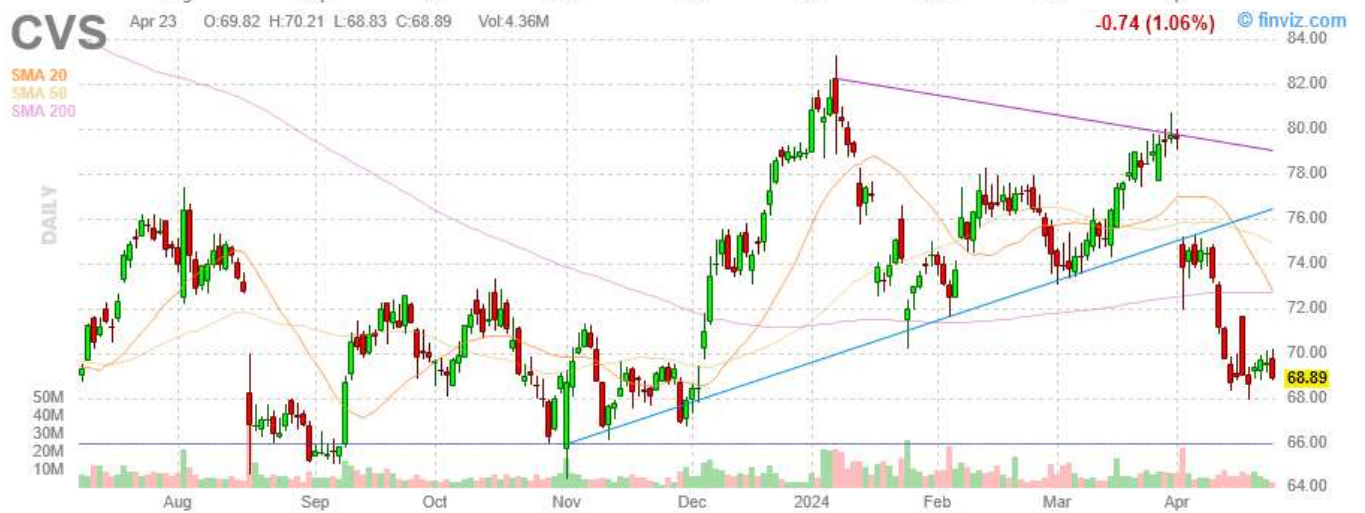 CVS
Apr 23 O:69.82 H:70.21 L:68.83 C:68.89 Vol:4.36M
-0.74 (1.06%) © finviz.com
SMA 20
SMA 50
SMA 200
DAILY
84.00
82.00
80.00
78.00
76.00
74.00
72.00
70.00
68.89
68.00
66.00
64.00
50M
40M
30M
20M
10M
Aug Sep Oct Nov Dec 2024 Feb Mar Apr